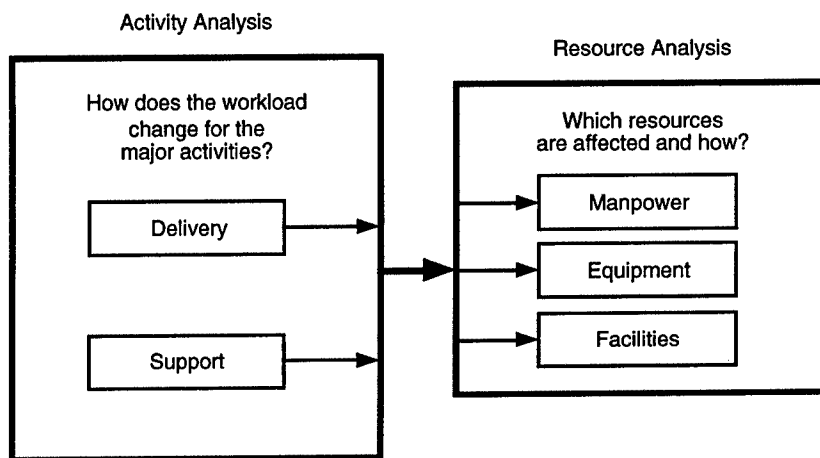 Activity Analysis
How does the workload
change for the
major activities?
Delivery
Support
Resource Analysis
Which resources
are affected and how?
Manpower
Equipment
Facilities